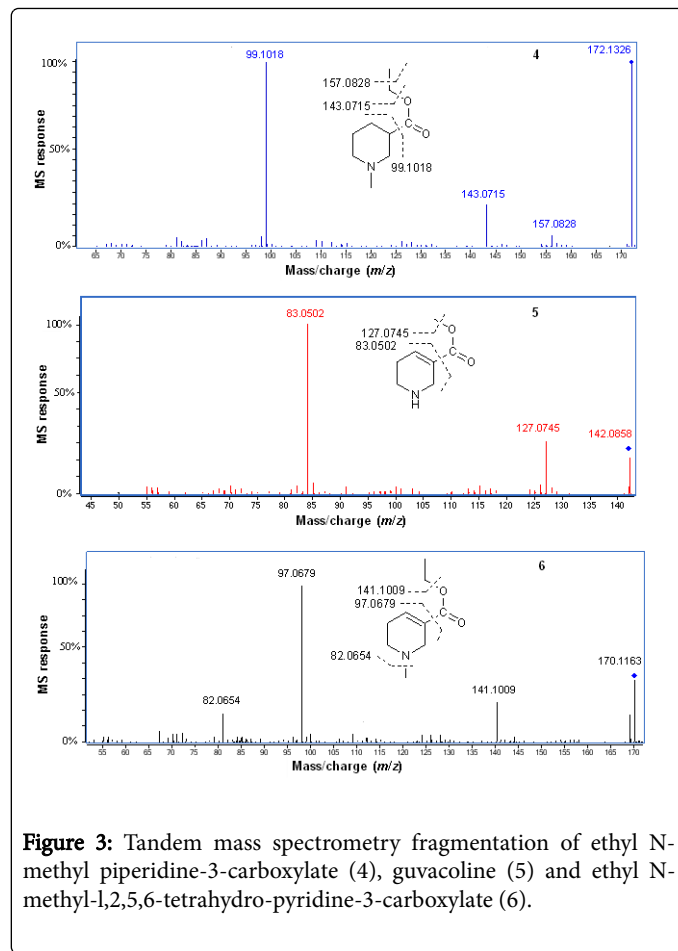 4
100%
50%
0%
MS response
99.1018
143.0715
157.0828
172.1326
157.0828
143.0715
99.1018
O
C
O
N
65 70 75 80 85 90 95 100 105 110 115 120 125 130 135 140 145 150 155 160 165 170
Mass/charge (m/z)
5
100%
50%
0%
MS response
83.0502
127.0745
142.0858
127.0745
83.0502
O
C
O
N
H
45 50 55 60 65 70 75 80 85 90 95 100 105 110 115 120 125 130 135 140
Mass/charge (m/z)
6
100%
50%
0%
MS response
82.0654
97.0679
141.1009
170.1163
141.1009
97.0679
82.0654
O
C
O
N
55 60 65 70 75 80 85 90 95 100 105 110 115 120 125 130 135 140 145 150 155 160 165 170
Mass/charge (m/z)
Figure 3: Tandem mass spectrometry fragmentation of ethyl N-
methyl piperidine-3-carboxylate (4), guvacoline (5) and ethyl N-
methyl-l,2,5,6-tetrahydro-pyridine-3-carboxylate (6).